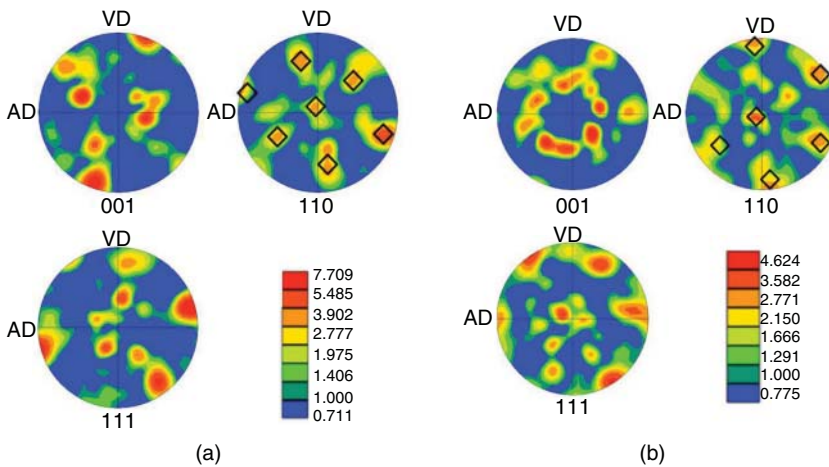 VD
VD
AD
AD
001
110
VD
AD
111
7.709
5.485
3.902
2.777
1.975
1.406
1.000
0.711
(a)
VD
VD
AD
AD
001
110
VD
AD
111
4.624
3.582
2.771
2.150
1.666
1.291
1.000
0.775
(b)